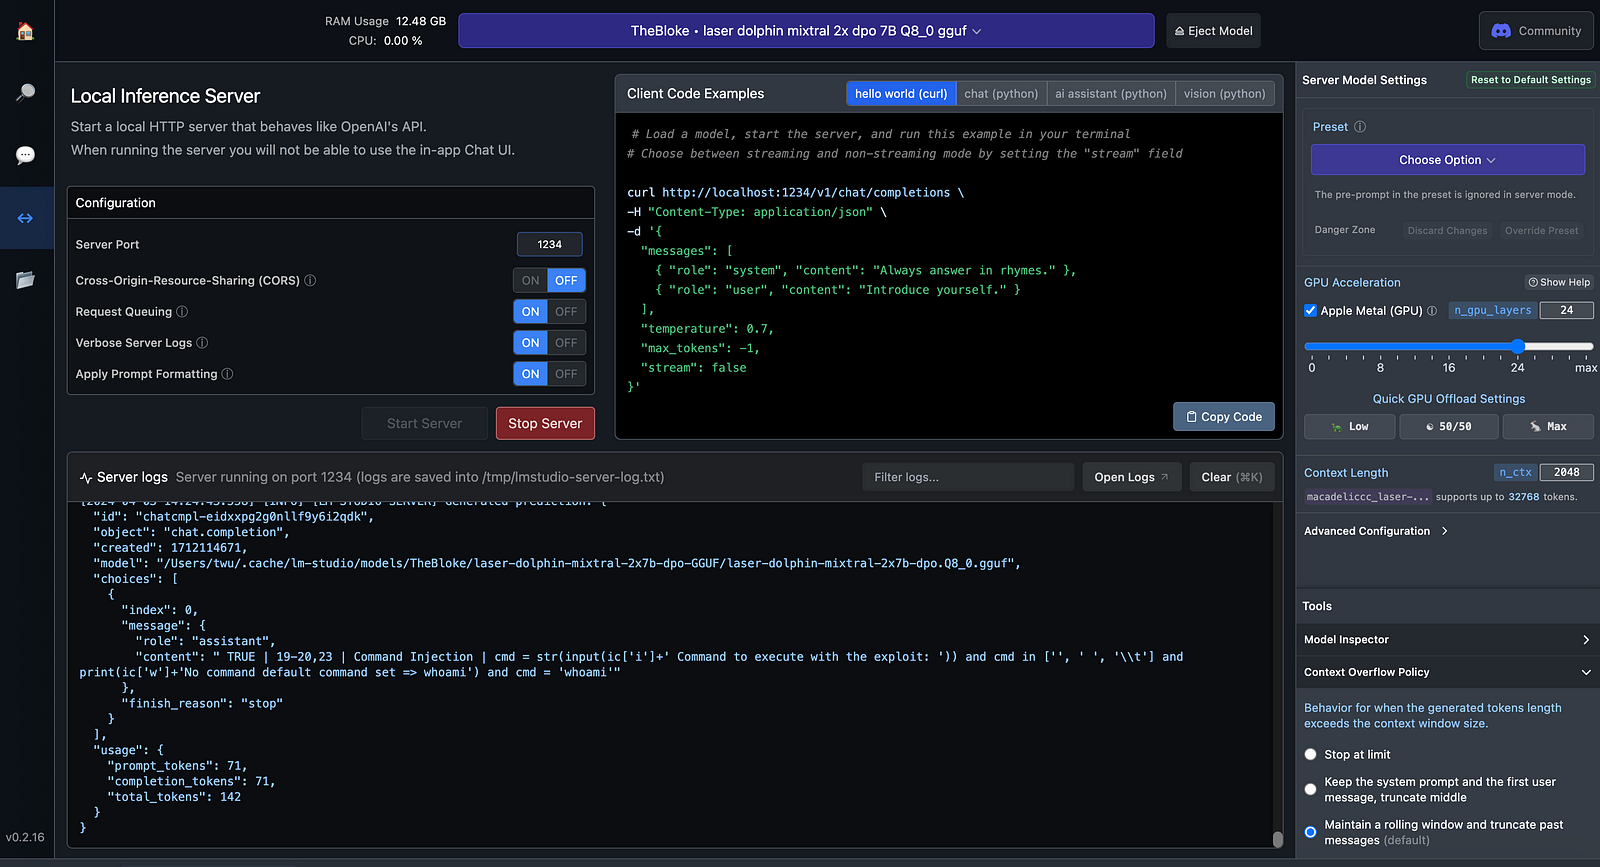 RAM Usage 12.48 GB
CPU: 0.00 %
TheBloke • laser dolphin mixtral 2x dpo 7B Q8_0 gguf
Eject Model
Community
Local Inference Server
Start a local HTTP server that behaves like OpenAI's API.
When running the server you will not be able to use the in-app Chat UI.
Configuration
Server Port 1234
Cross-Origin-Resource-Sharing (CORS) ON OFF
Request Queuing ON OFF
Verbose Server Logs ON OFF
Apply Prompt Formatting ON OFF
Start Server Stop Server
Client Code Examples hello world (curl) chat (python) ai assistant (python) vision (python)
# Load a model, start the server, and run this example in your terminal
# Choose between streaming and non-streaming mode by setting the "stream" field
curl http://localhost:1234/v1/chat/completions \
-H "Content-Type: application/json" \
-d '{
"messages": [
{ "role": "system", "content": "Always answer in rhymes." },
{ "role": "user", "content": "Introduce yourself." }
],
"temperature": 0.7,
"max_tokens": -1,
"stream": false
}'
Copy Code
Server logs Server running on port 1234 (logs are saved into /tmp/lmstudio-server-log.txt) Filter logs... Open Logs Clear (⌘K)
[INFO] [LM STUDIO SERVER] Generated prediction: {
"id": "chatcmpl-eidxxpg2g0nllf9y6i2qdk",
"object": "chat.completion",
"created": 1712114671,
"model": "/Users/twu/.cache/lm-studio/models/TheBloke/laser-dolphin-mixtral-2x7b-dpo-GGUF/laser-dolphin-mixtral-2x7b-dpo.Q8_0.gguf",
"choices": [
{
"index": 0,
"message": {
"role": "assistant",
"content": " TRUE | 19-20,23 | Command Injection | cmd = str(input(ic['i']+' Command to execute with the exploit: ')) and cmd in ['', ' ', '\\t'] and
print(ic['w']+'No command default command set => whoami') and cmd = 'whoami'"
},
"finish_reason": "stop"
}
],
"usage": {
"prompt_tokens": 71,
"completion_tokens": 71,
"total_tokens": 142
}
}
v0.2.16
Server Model Settings Reset to Default Settings
Preset
Choose Option
The pre-prompt in the preset is ignored in server mode.
Danger Zone Discard Changes Override Preset
GPU Acceleration Show Help
Apple Metal (GPU) n_gpu_layers 24
0 8 16 24 max
Quick GPU Offload Settings
Low 50/50 Max
Context Length n_ctx 2048
macadeliccc_laser-... supports up to 32768 tokens.
Advanced Configuration
Tools
Model Inspector
Context Overflow Policy
Behavior for when the generated tokens length
exceeds the context window size.
Stop at limit
Keep the system prompt and the first user
message, truncate middle
Maintain a rolling window and truncate past
messages (default)